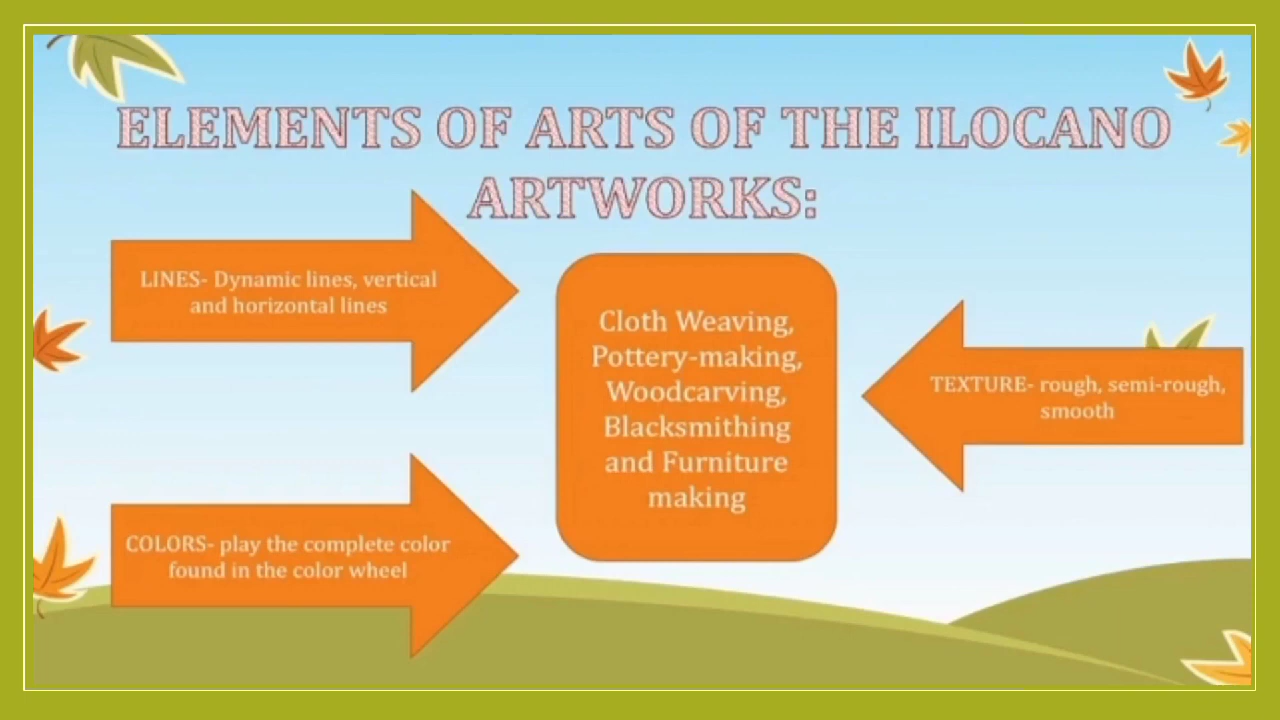 ELEMENTS OF ARTS OF THE ILOCANO
ARTWORKS:
LINES- Dynamic lines, vertical
and horizontal lines
COLORS- play the complete color
found in the color wheel
Cloth Weaving,
Pottery-making,
Woodcarving,
Blacksmithing
and Furniture
making
TEXTURE- rough, semi-rough,
smooth